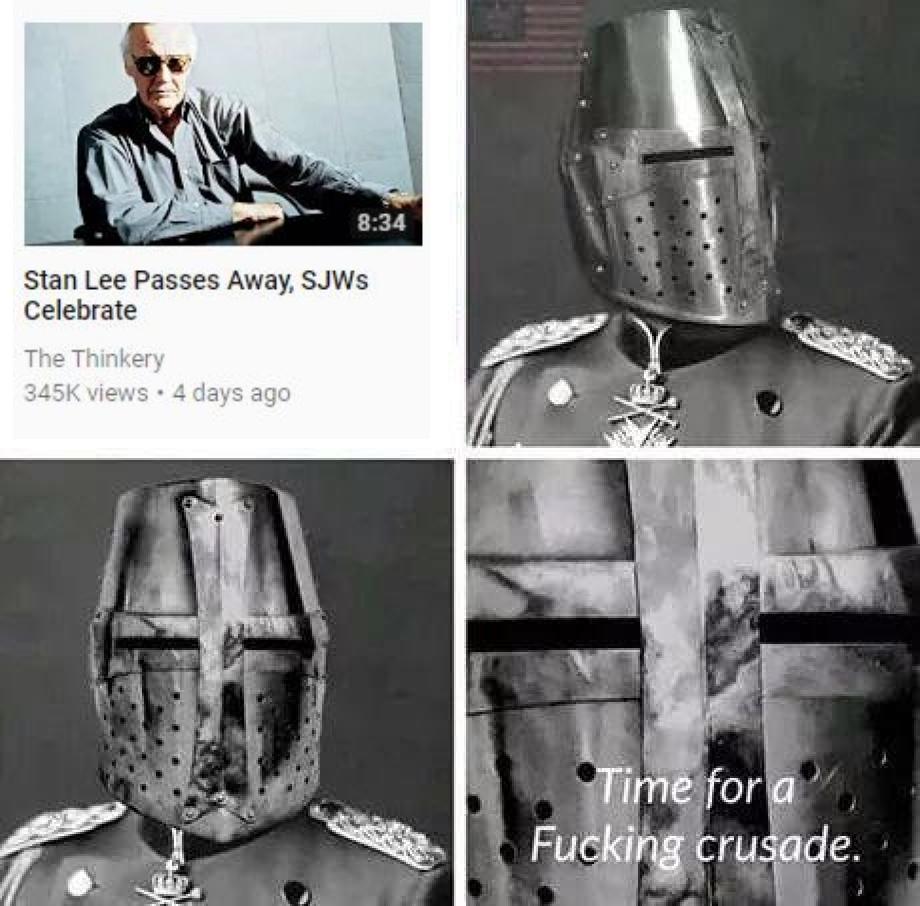 8:34
Stan Lee Passes Away, SJWs
Celebrate
The Thinkery
345K views • 4 days ago
Time for a
Fucking crusade.